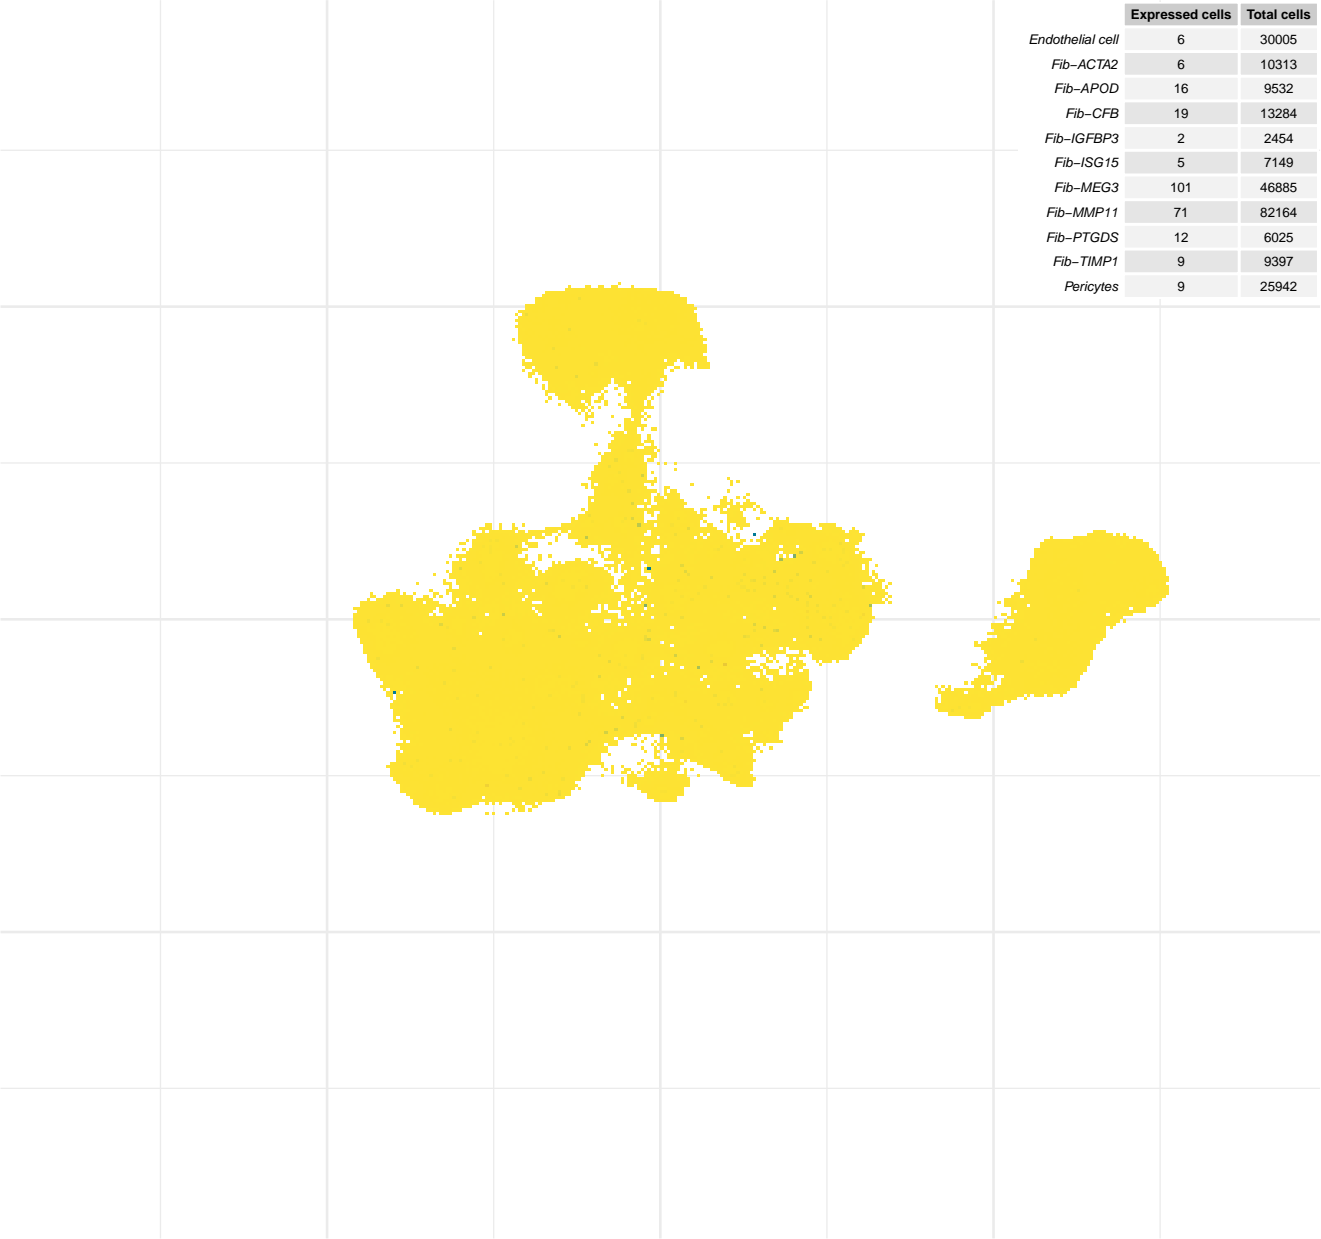 Expressed cells Total cells
Endothelial cell 6 30005
Fib−ACTA2 6 10313
Fib−APOD 16 9532
Fib−CFB 19 13284
Fib−IGFBP3 2 2454
Fib−ISG15 5 7149
Fib−MEG3 101 46885
Fib−MMP11 71 82164
Fib−PTGDS 12 6025
Fib−TIMP1 9 9397
Pericytes 9 25942